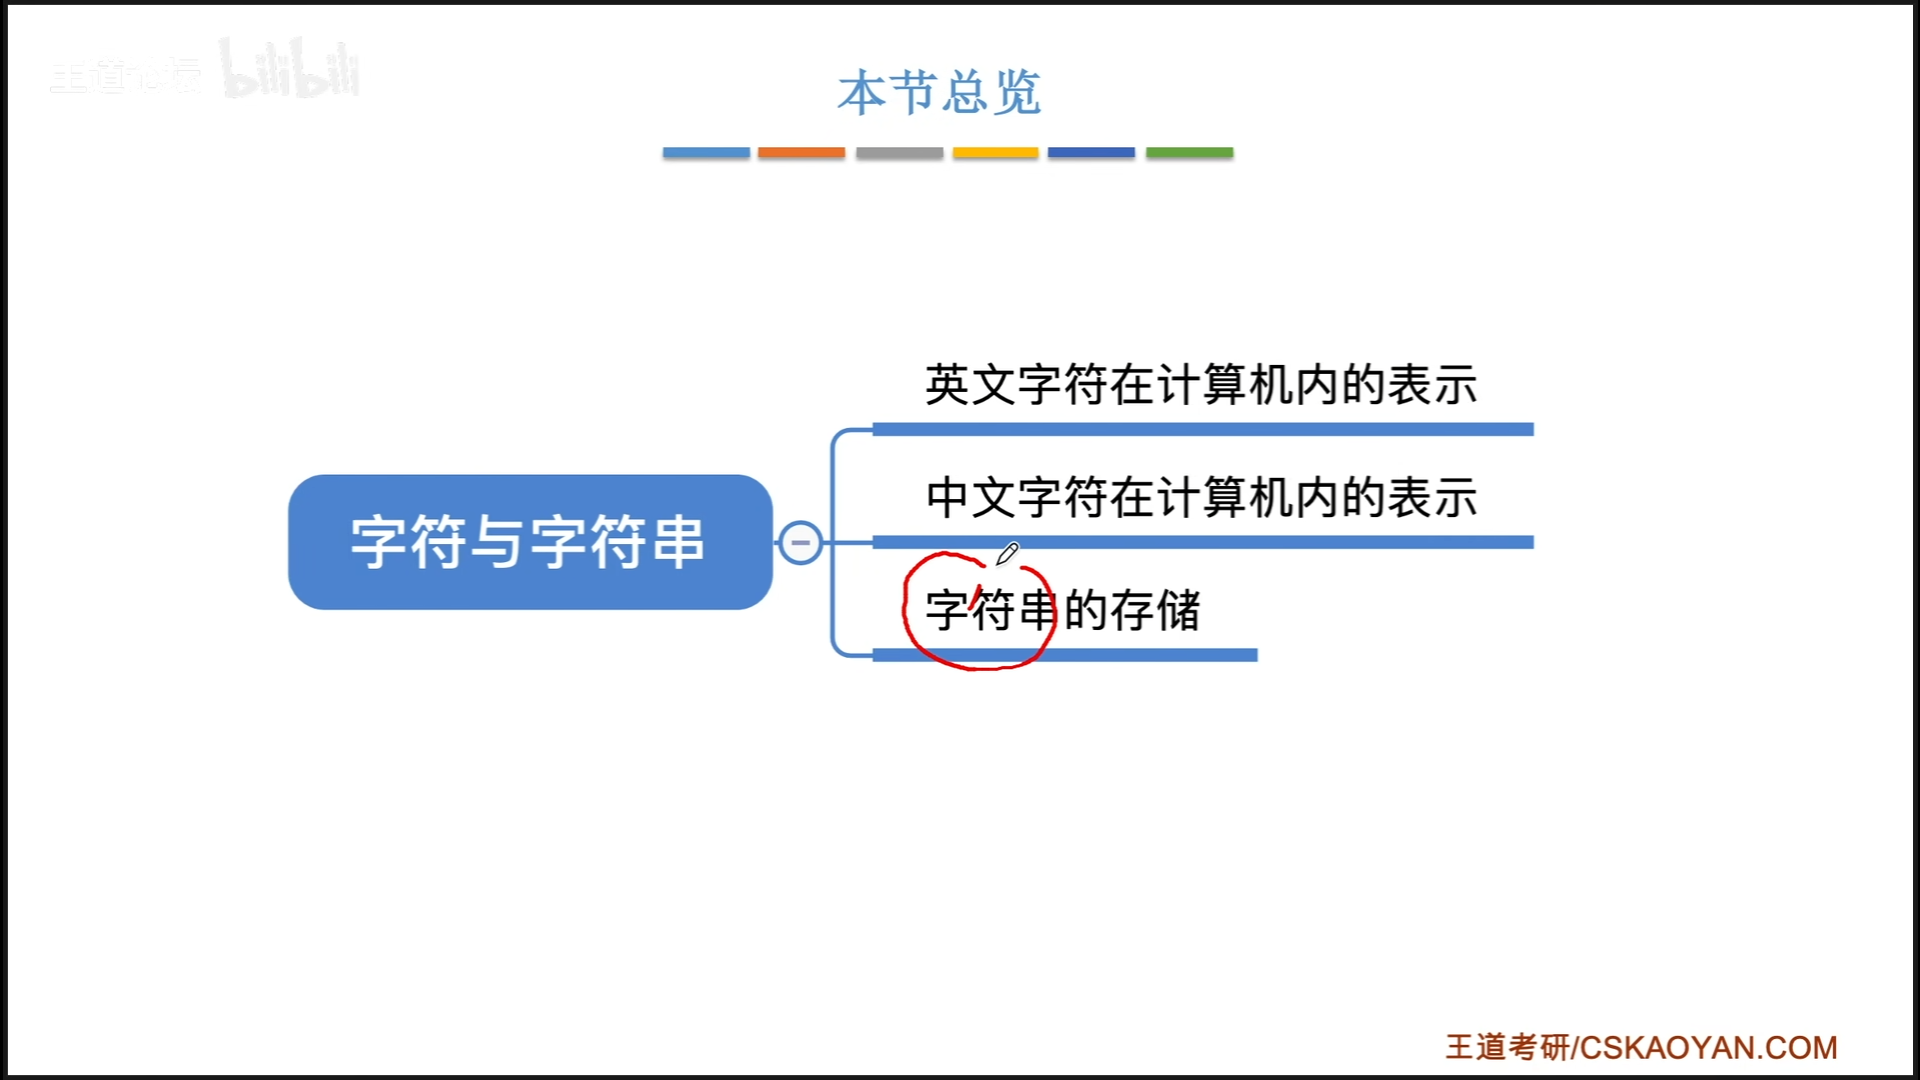 王道论坛 bilibili
本节总览
英文字符在计算机内的表示
中文字符在计算机内的表示
字符与字符串
字符串的存储
王道考研/CSKAOYAN.COM